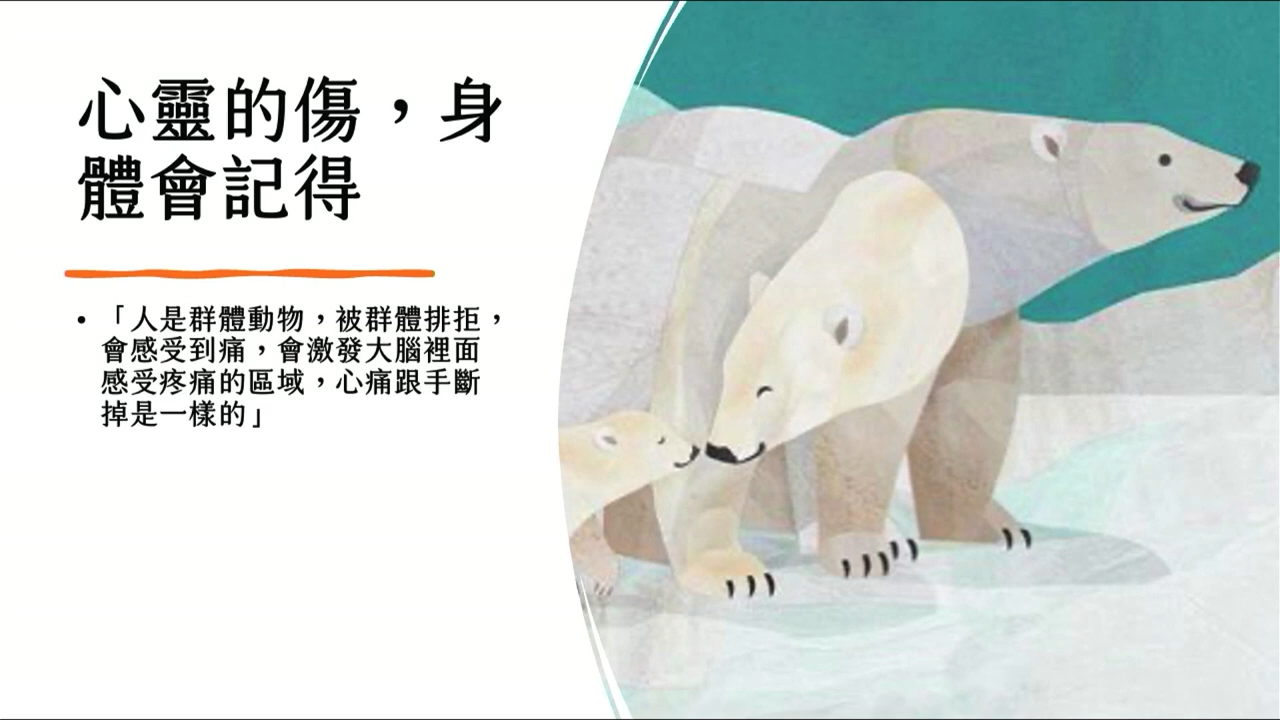 心靈的傷，身
體會記得
• 「人是群體動物，被群體排拒，
會感受到痛，會激發大腦裡面
感受疼痛的區域，心痛跟手斷
掉是一樣的」